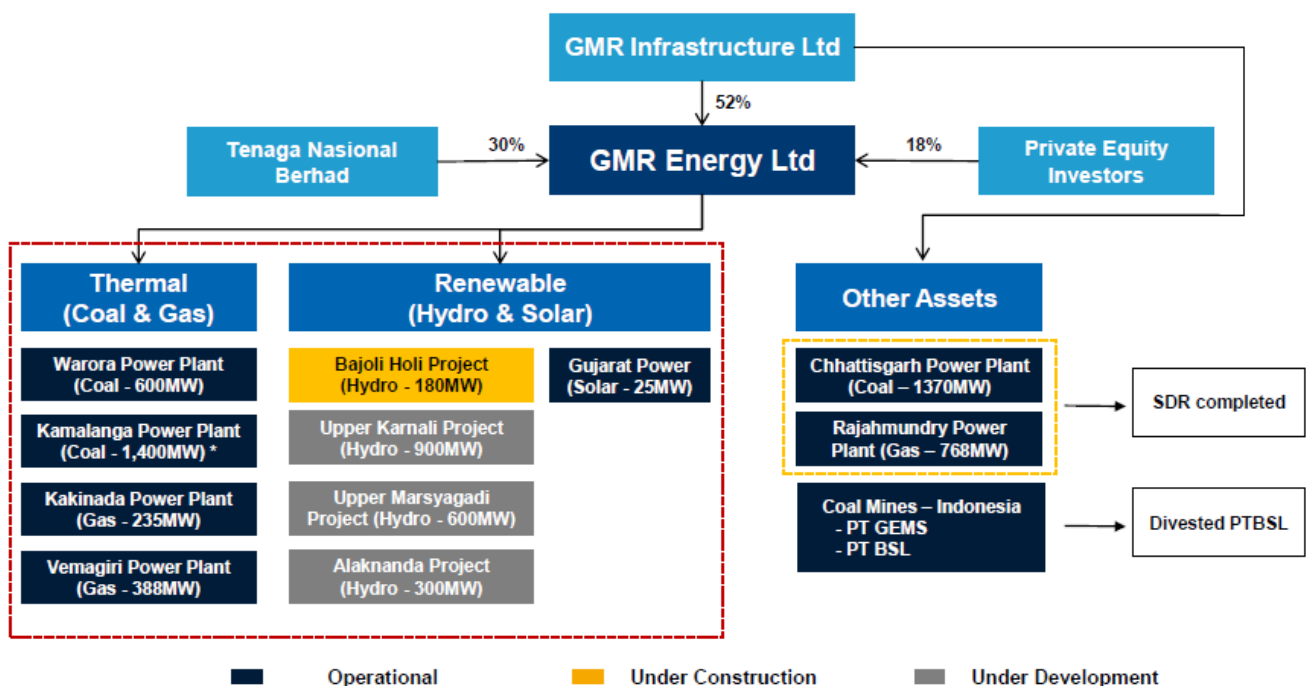 GMR Infrastructure Ltd
52%
Tenaga Nasional
Berhad
30%
GMR Energy Ltd
18%
Private Equity
Investors
Thermal
(Coal & Gas)
Renewable
(Hydro & Solar)
Other Assets
Warora Power Plant
(Coal - 600MW)
Kamalanga Power Plant
(Coal - 1,400MW) *
Kakinada Power Plant
(Gas - 235MW)
Vemagiri Power Plant
(Gas - 388MW)
Bajoli Holi Project
(Hydro - 180MW)
Upper Karnali Project
(Hydro - 900MW)
Upper Marsyagadi
Project (Hydro - 600MW)
Alaknanda Project
(Hydro - 300MW)
Gujarat Power
(Solar - 25MW)
Chhattisgarh Power Plant
(Coal – 1370MW)
Rajahmundry Power
Plant (Gas – 768MW)
SDR completed
Coal Mines – Indonesia
- PT GEMS
- PT BSL
Divested PTBSL
Operational
Under Construction
Under Development